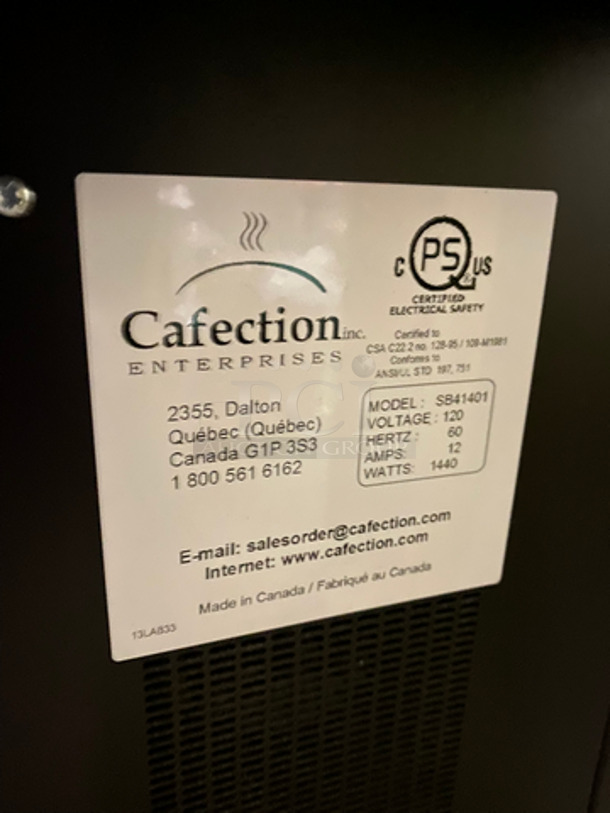 Cafection inc.
ENTERPRISES
2355, Dalton
Québec (Québec)
Canada G1P 3S3
1 800 561 6162
C PS US
CERTIFIED
ELECTRICAL SAFETY
Certified to
CSA C22.2 no. 128-95 / 109-M1981
Conforms to
ANSI/UL STD 197, 751
MODEL: SB41401
VOLTAGE: 120
HERTZ: 60
AMPS: 12
WATTS: 1440
E-mail: salesorder@cafection.com
Internet: www.cafection.com
Made in Canada / Fabriqué au Canada
13LAB33